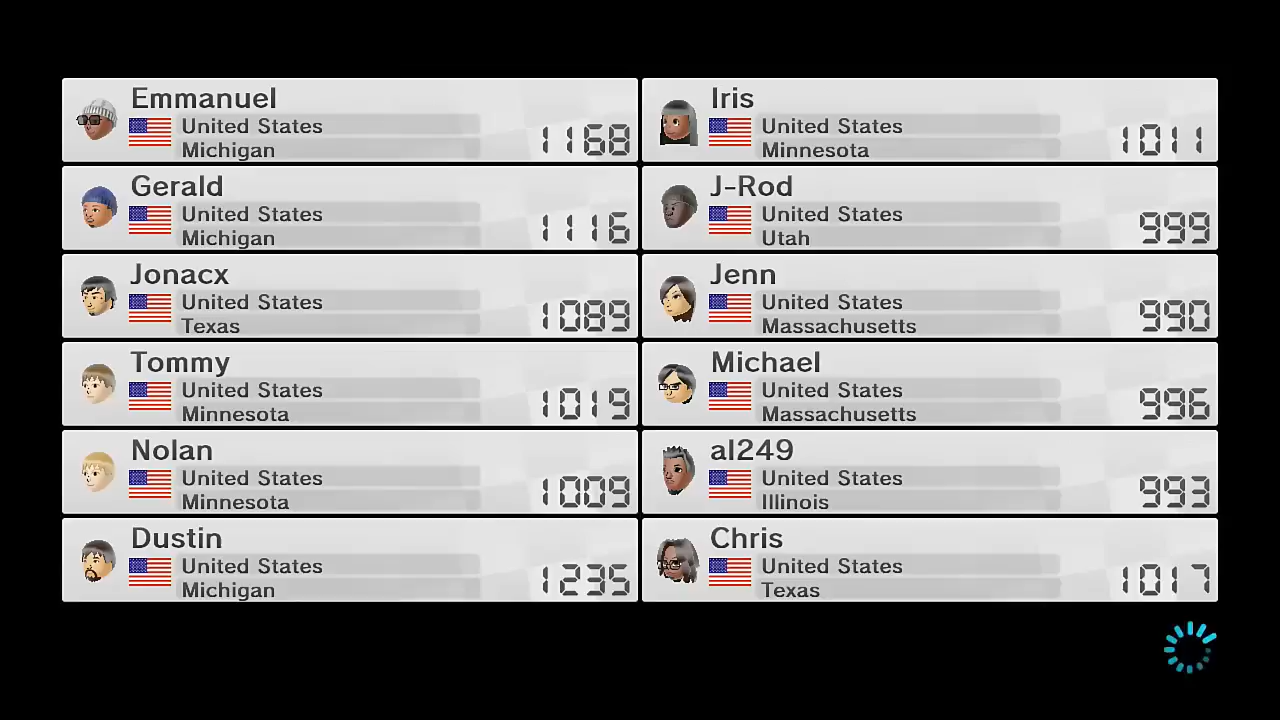 Emmanuel
United States
Michigan
1168
Gerald
United States
Michigan
1116
Jonacx
United States
Texas
1089
Tommy
United States
Minnesota
1019
Nolan
United States
Minnesota
1009
Dustin
United States
Michigan
1235
Iris
United States
Minnesota
1011
J-Rod
United States
Utah
999
Jenn
United States
Massachusetts
990
Michael
United States
Massachusetts
996
al249
United States
Illinois
993
Chris
United States
Texas
1017